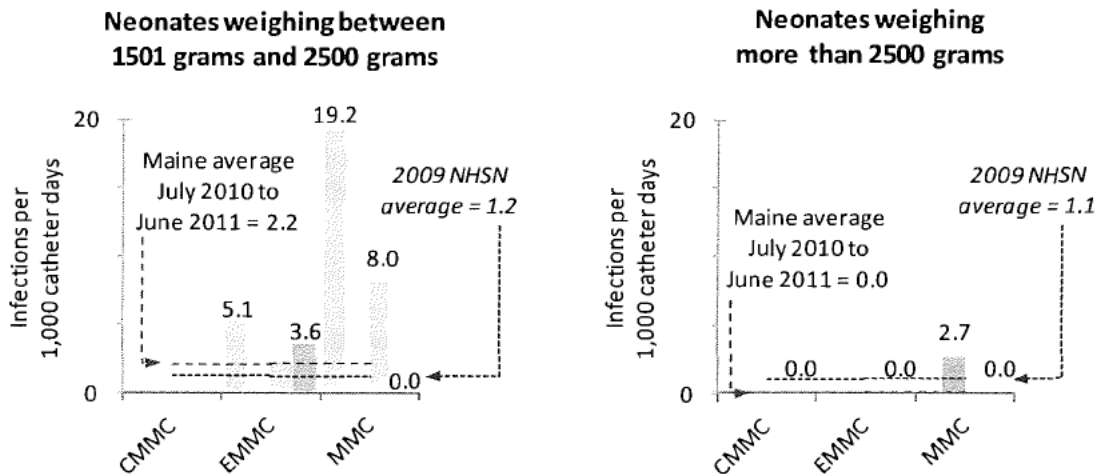 Neonates weighing between
1501 grams and 2500 grams
20
0
Infections per
1,000 catheter days
Maine average
July 2010 to
June 2011 = 2.2
2009 NHSN
average = 1.2
5.1
3.6
19.2
8.0
0.0
CMMC
EMMC
MMC
Neonates weighing
more than 2500 grams
20
0
Infections per
1,000 catheter days
Maine average
July 2010 to
June 2011 = 0.0
2009 NHSN
average = 1.1
0.0
0.0
2.7
0.0
CMMC
EMMC
MMC